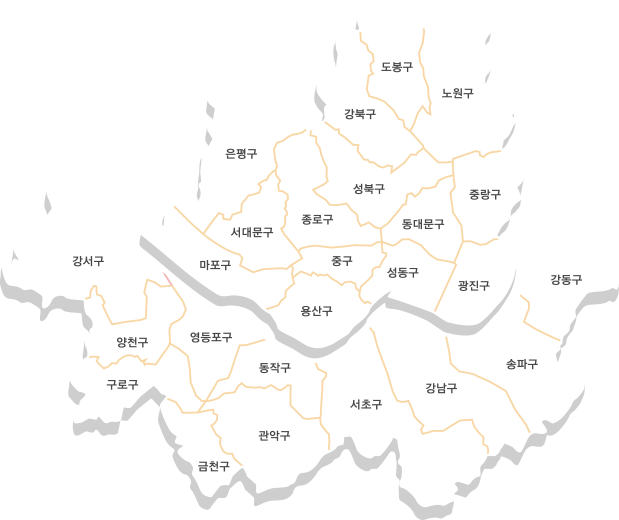 도봉구
노원구
강북구
은평구
성북구
중랑구
종로구
동대문구
서대문구
강서구
마포구
중구
성동구
광진구
강동구
용산구
양천구
영등포구
동작구
송파구
구로구
강남구
서초구
관악구
금천구